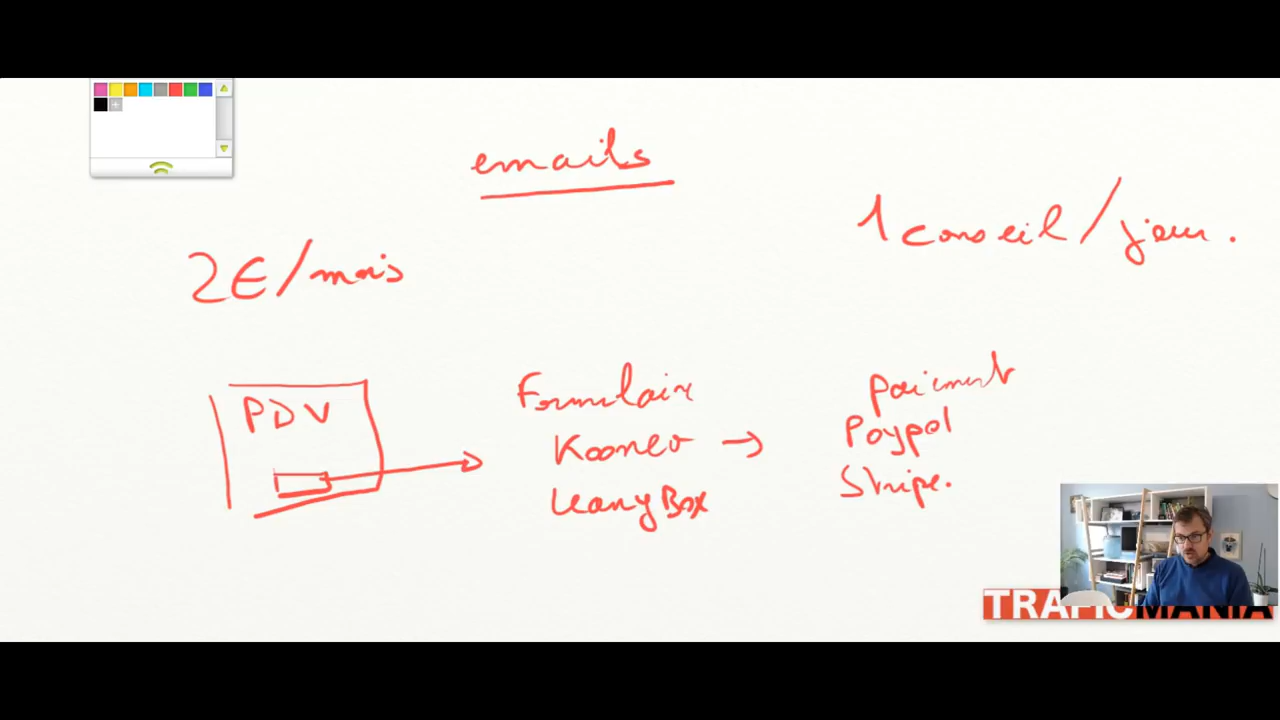 emails
1 conseil / jour.
2€/mois
PDV
Formulaire
Kooneo →
LearnyBox
paiement
Paypal
Stripe.
TRAFICMANIA